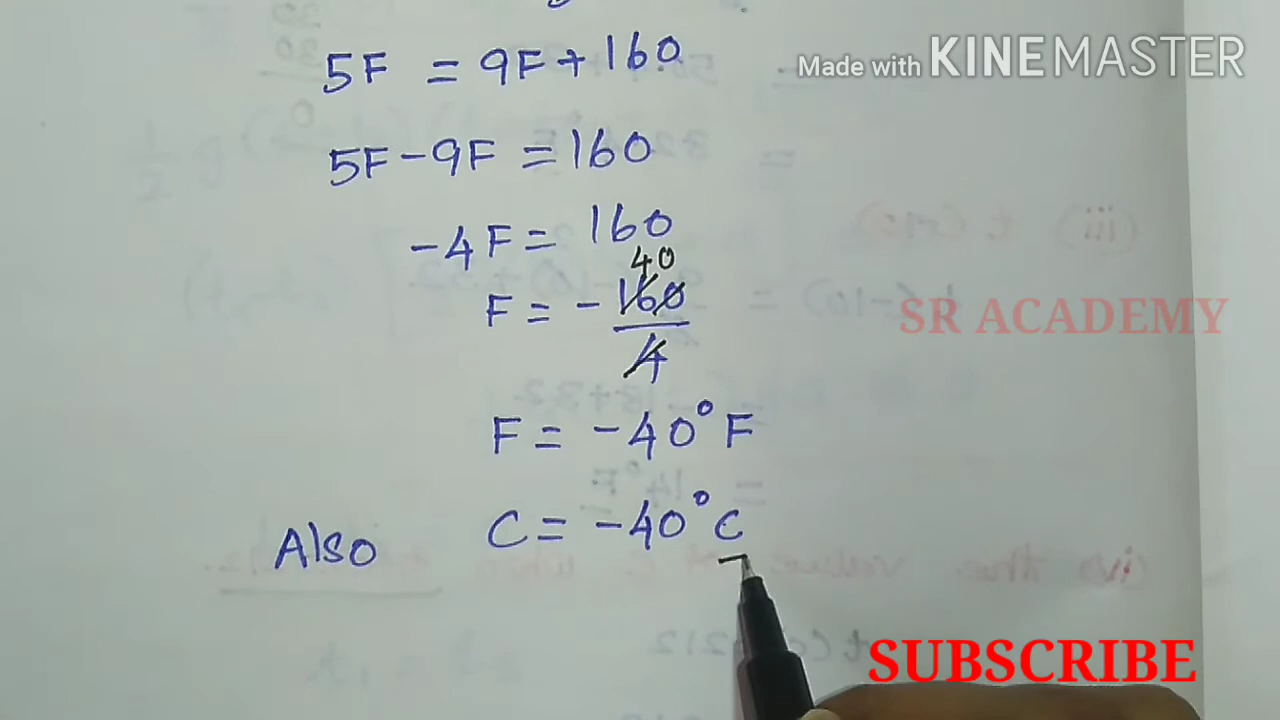 Made with KINEMASTER
5F = 9F + 160
5F - 9F = 160
-4F = 160
40
F = - 160
4
F = -40°F
SR ACADEMY
Also C = -40°C
SUBSCRIBE